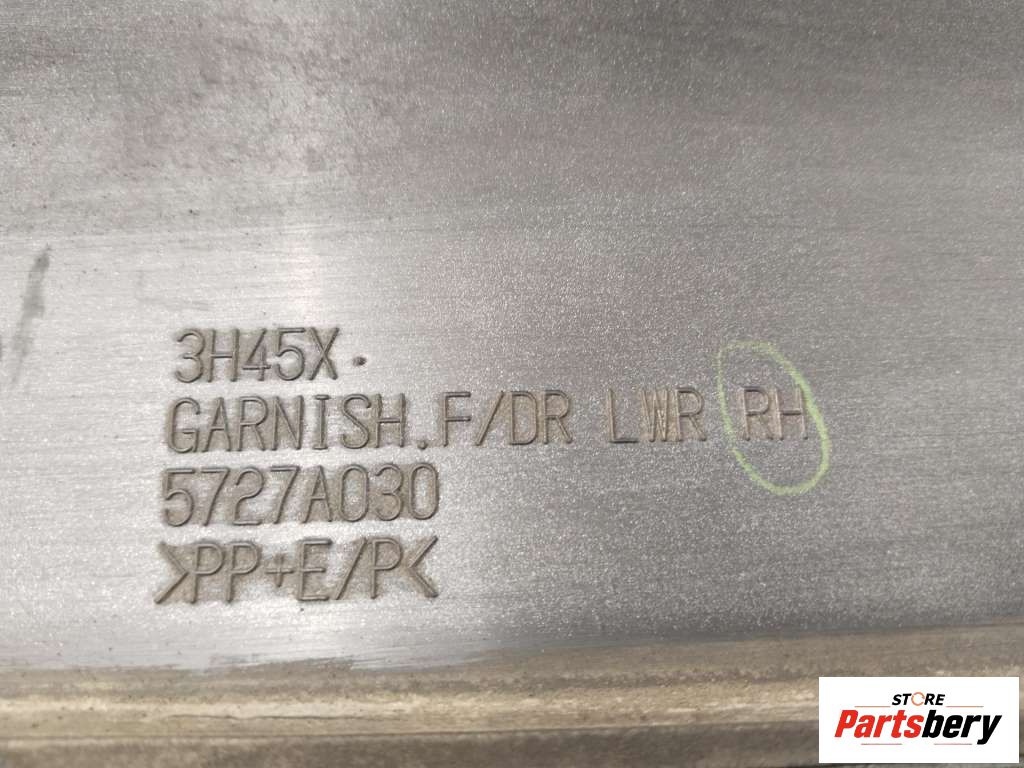 3H45X.
GARNISH.F/DR LWR RH
5727A030
>PP+E/P<
STORE
Partsbery